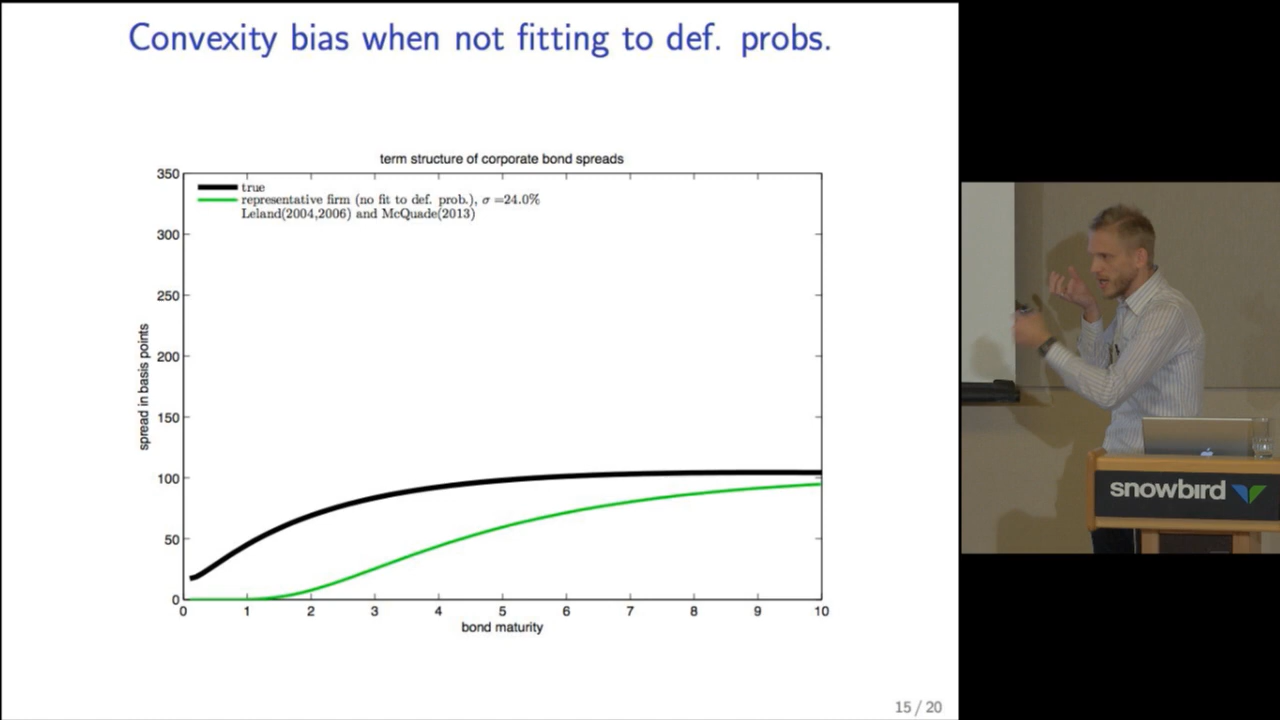 Convexity bias when not fitting to def. probs.
term structure of corporate bond spreads
true
representative firm (no fit to def. prob.), σ =24.0%
Leland(2004,2006) and McQuade(2013)
350
300
250
200
150
100
50
0
spread in basis points
0 1 2 3 4 5 6 7 8 9 10
bond maturity
15 / 20
snowbird